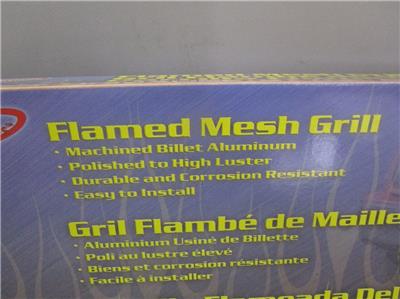 Flamed Mesh Grill
• Machined Billet Aluminum
• Polished to High Luster
• Durable and Corrosion Resistant
• Easy to Install
Gril Flambé de Maille
• Aluminium Usiné de Billette
• Poli au lustre élevé
• Biens et corrosion résistante
• Facile à installer